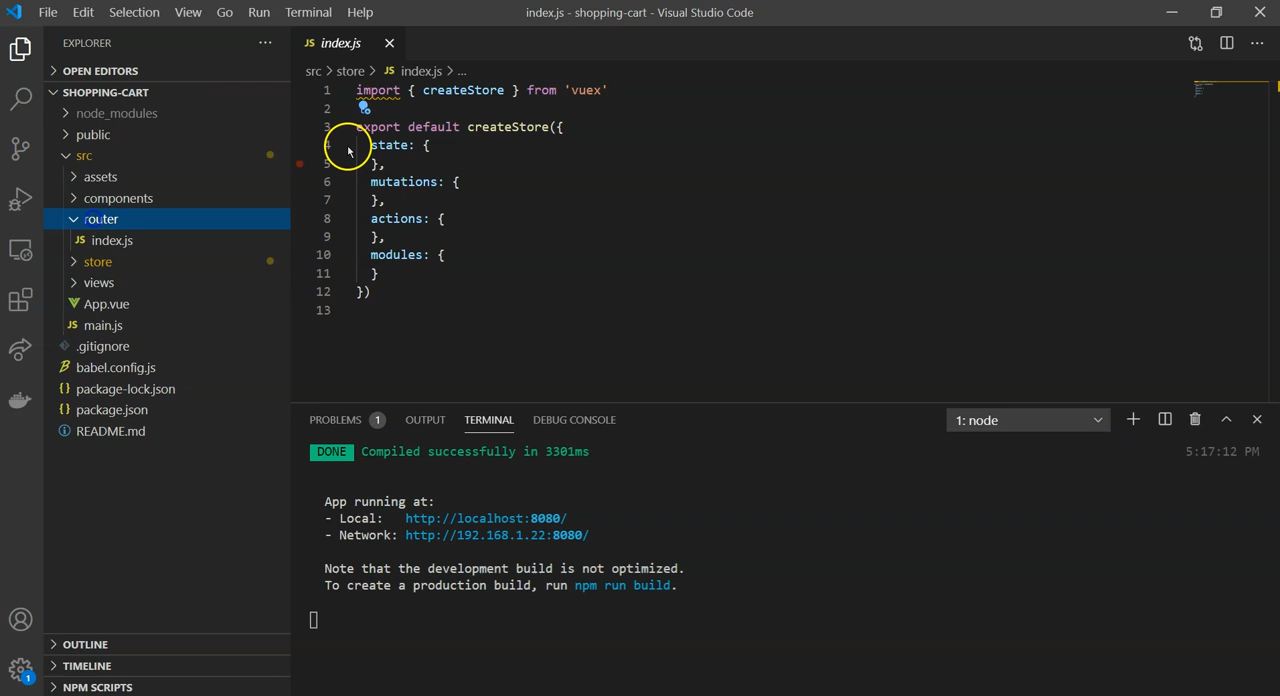 File Edit Selection View Go Run Terminal Help
index.js - shopping-cart - Visual Studio Code
EXPLORER
OPEN EDITORS
SHOPPING-CART
node_modules
public
src
assets
components
router
JS index.js
store
views
App.vue
JS main.js
.gitignore
babel.config.js
{} package-lock.json
{} package.json
README.md
OUTLINE
TIMELINE
NPM SCRIPTS
1
JS index.js
src > store > JS index.js > ...
1 import { createStore } from 'vuex'
2
3 export default createStore({
4 state: {
5 },
6 mutations: {
7 },
8 actions: {
9 },
10 modules: {
11 }
12 })
13
PROBLEMS 1 OUTPUT TERMINAL DEBUG CONSOLE 1: node
DONE Compiled successfully in 3301ms 5:17:12 PM
App running at:
- Local: http://localhost:8080/
- Network: http://192.168.1.22:8080/
Note that the development build is not optimized.
To create a production build, run npm run build.